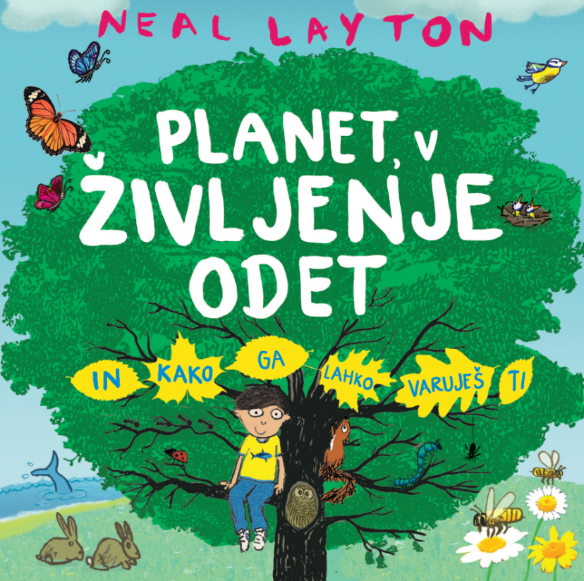 NEAL LAYTON
PLANET, V
ŽIVLJENJE
ODET
IN KAKO GA LAHKO VARUJEŠ TI